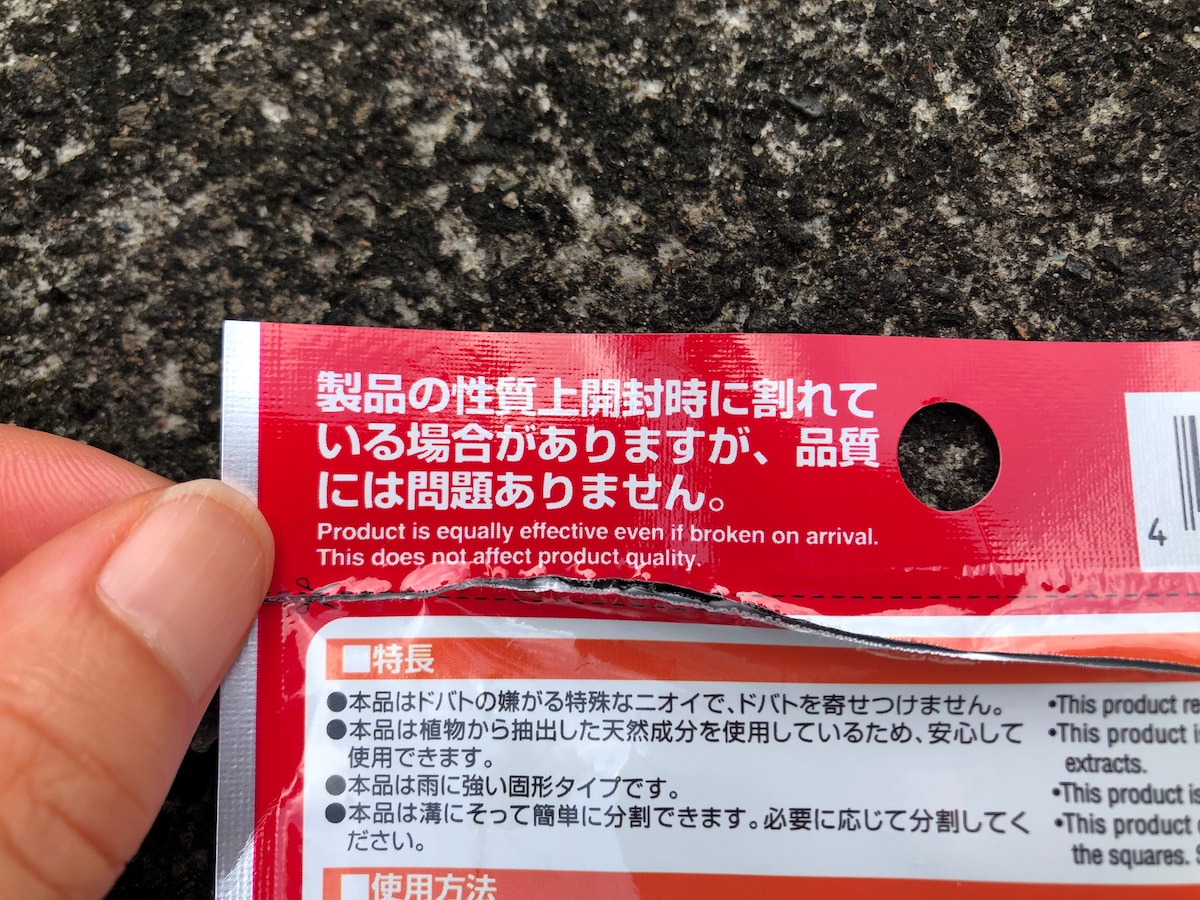 製品の性質上開封時に割れて
いる場合がありますが、品質
には問題ありません。
Product is equally effective even if broken on arrival.
This does not affect product quality.
4
■特長
●本品はドバトの嫌がる特殊なニオイで、ドバトを寄せつけません。
●本品は植物から抽出した天然成分を使用しているため、安心して
使用できます。
●本品は雨に強い固形タイプです。
●本品は溝にそって簡単に分割できます。必要に応じて分割してく
ださい。
•This product
•This product
extracts.
•This product is
•This product
the squares.
■使用方法